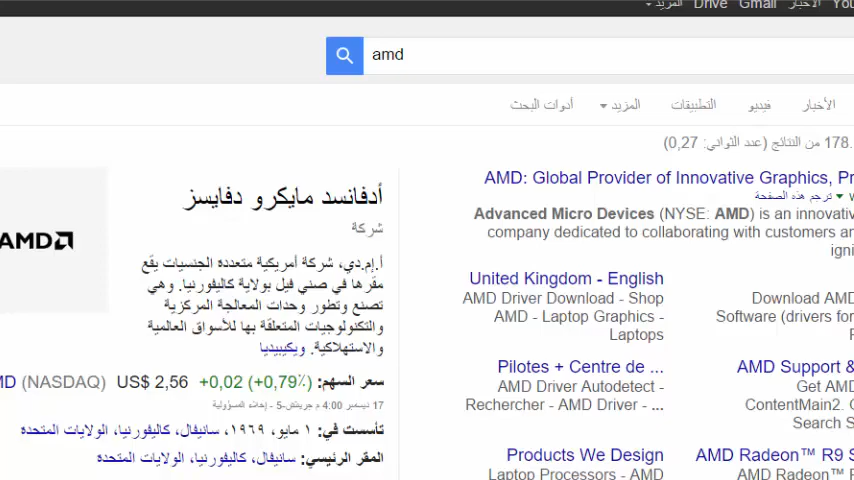 المزيد Drive Gmail الأخبار
amd
الأخبار فيديو التطبيقات المزيد أدوات البحث
178. من النتائج (عدد الثواني: 0,27)
AMD: Global Provider of Innovative Graphics,
ترجم هذه الصفحة
Advanced Micro Devices (NYSE: AMD) is an
company dedicated to collaborating with customers
United Kingdom - English
AMD Driver Download - Shop
AMD - Laptop Graphics -
Laptops
Download AMD
Software (drivers for
Pilotes + Centre de ...
AMD Driver Autodetect -
Rechercher - AMD Driver - ...
AMD Support &
Get AMD
ContentMain2.
Search
Products We Design
Laptop Processors - AMD
AMD Radeon™ R9
AMD Radeon™
أدفانسد مايكرو دفايسز
شركة
AMD
أ.إم.دي، شركة أمريكية متعددة الجنسيات يقع
مقرها في صني فيل بولاية كاليفورنيا. وهي
تصنع وتطور وحدات المعالجة المركزية
والتكنولوجيات المتعلقة بها للأسواق العالمية
والاستهلاكية. ويكيبيديا
سعر السهم: (NASDAQ) US$ 2,56 +0,02 (+0,79٪)
17 ديسمبر 4:00 م جرينتش-5 - إخلاء المسؤولية
تأسست في: ١ مايو، ١٩٦٩، سانيفال، كاليفورنيا، الولايات المتحدة
المقر الرئيسي: سانيفال، كاليفورنيا، الولايات المتحدة